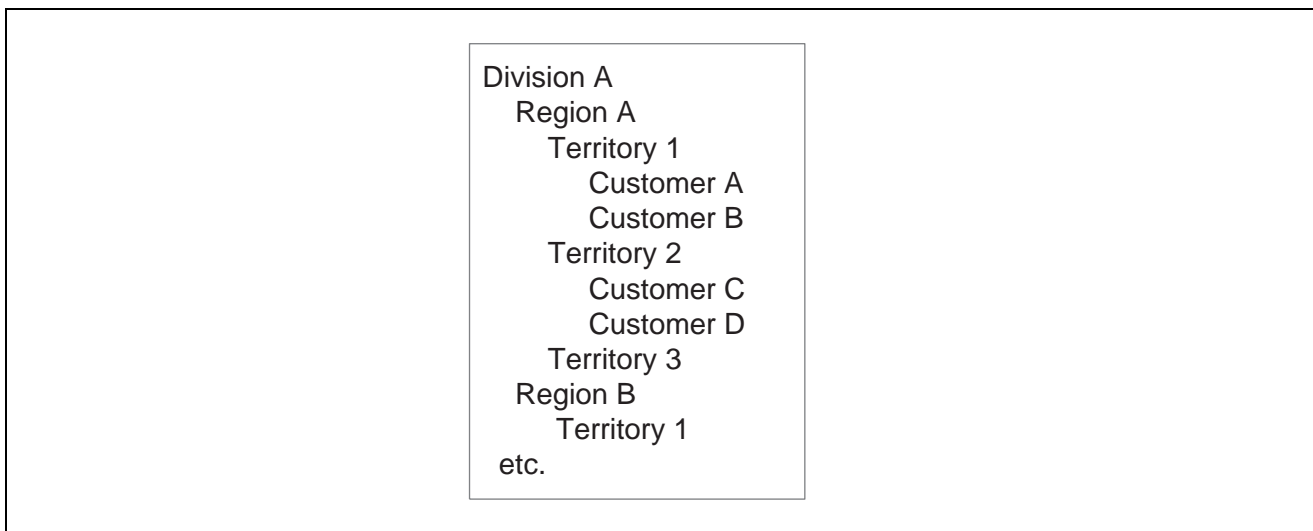 Division A
Region A
Territory 1
Customer A
Customer B
Territory 2
Customer C
Customer D
Territory 3
Region B
Territory 1
etc.